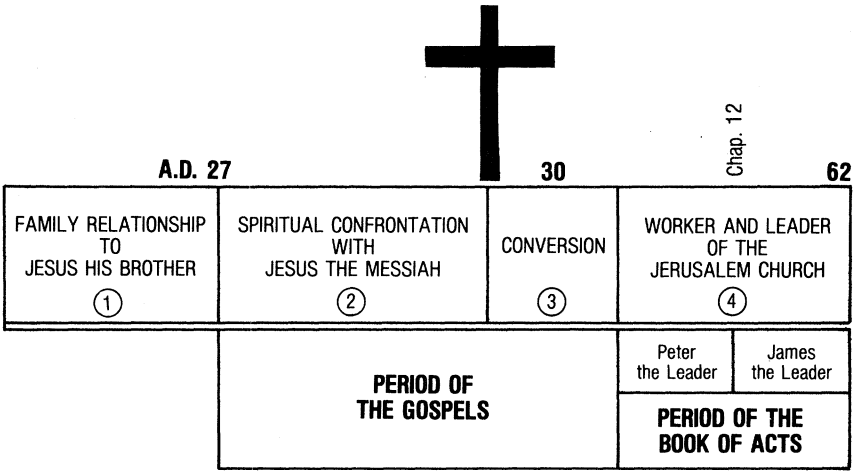 Chap. 12
A.D. 27
30
62
FAMILY RELATIONSHIP
TO
JESUS HIS BROTHER
1
SPIRITUAL CONFRONTATION
WITH
JESUS THE MESSIAH
2
CONVERSION
3
WORKER AND LEADER
OF THE
JERUSALEM CHURCH
4
PERIOD OF
THE GOSPELS
Peter
the Leader
James
the Leader
PERIOD OF THE
BOOK OF ACTS